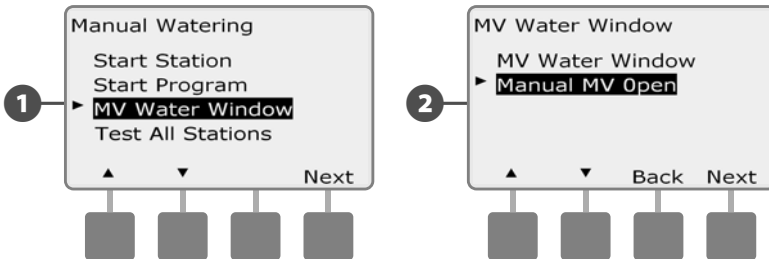 Manual Watering
Start Station
Start Program
► MV Water Window
Test All Stations
▲ ▼ Next
1
MV Water Window
MV Water Window
► Manual MV 0pen
▲ ▼ Back Next
2